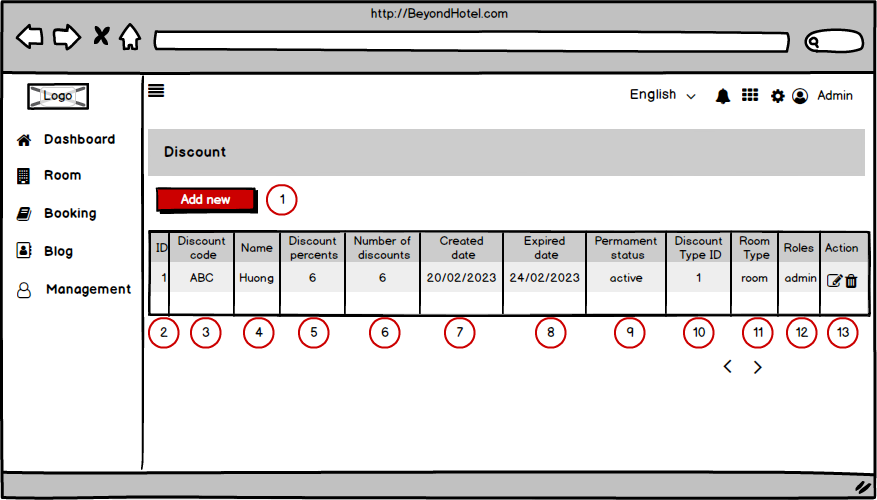 http://BeyondHotel.com
Logo
English
Admin
Dashboard
Room
Booking
Blog
Management
Discount
Add new
1
ID
Discount code
Name
Discount percents
Number of discounts
Created date
Expired date
Permament status
Discount Type ID
Room Type
Roles
Action
1 ABC Huong 6 6 20/02/2023 24/02/2023 active 1 room admin
2 3 4 5 6 7 8 9 10 11 12 13